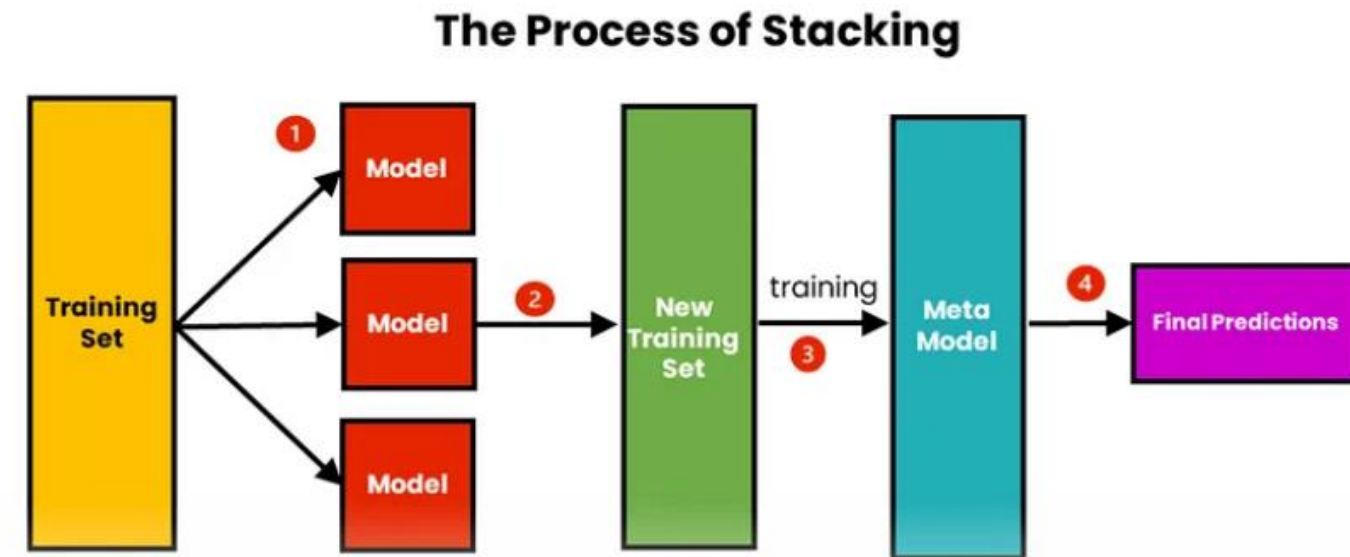 The Process of Stacking
1
Model
Training
Set
Model
2
Model
New
Training
Set
training
3
Meta
Model
4
Final Predictions